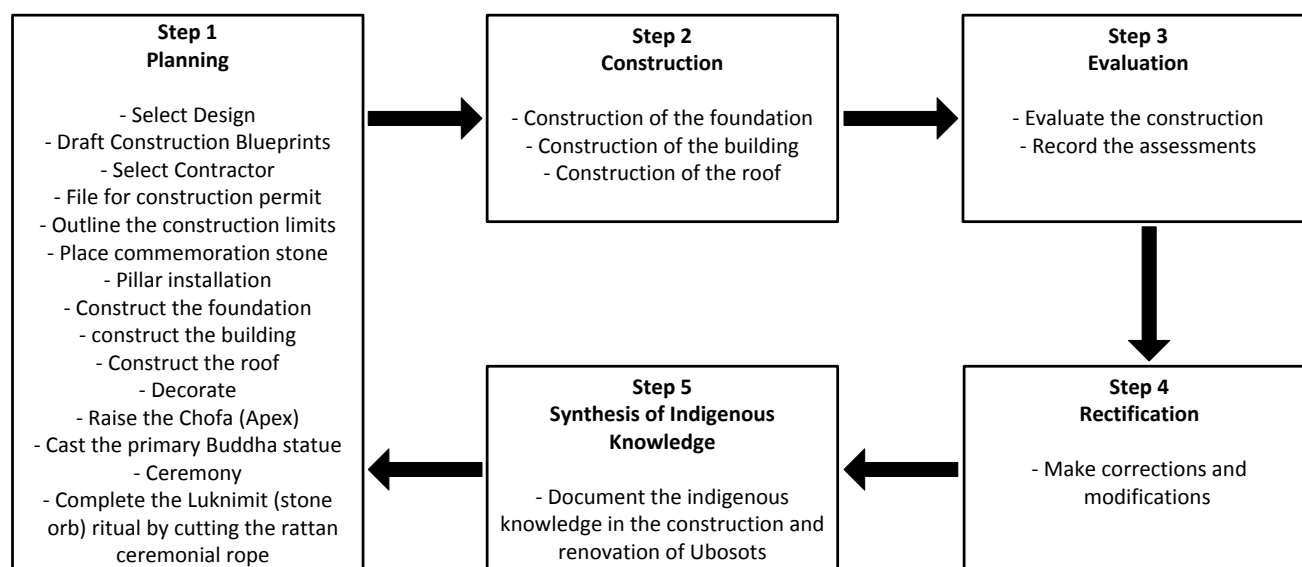 Step 1
Planning
- Select Design
- Draft Construction Blueprints
- Select Contractor
- File for construction permit
- Outline the construction limits
- Place commemoration stone
- Pillar installation
- Construct the foundation
- construct the building
- Construct the roof
- Decorate
- Raise the Chofa (Apex)
- Cast the primary Buddha statue
- Ceremony
- Complete the Luknimit (stone
orb) ritual by cutting the rattan
ceremonial rope
Step 2
Construction
- Construction of the foundation
- Construction of the building
- Construction of the roof
Step 3
Evaluation
- Evaluate the construction
- Record the assessments
Step 4
Rectification
- Make corrections and
modifications
Step 5
Synthesis of Indigenous
Knowledge
- Document the indigenous
knowledge in the construction and
renovation of Ubosots